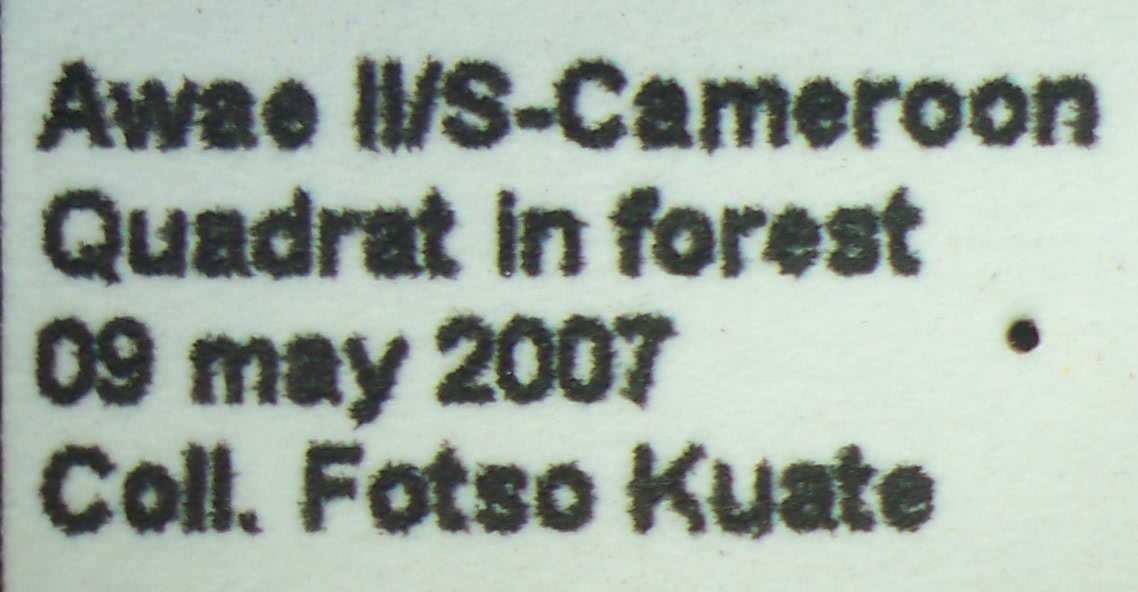 Awae II/S-Cameroon
Quadrat in forest
09 may 2007
Coll. Fotso Kuate